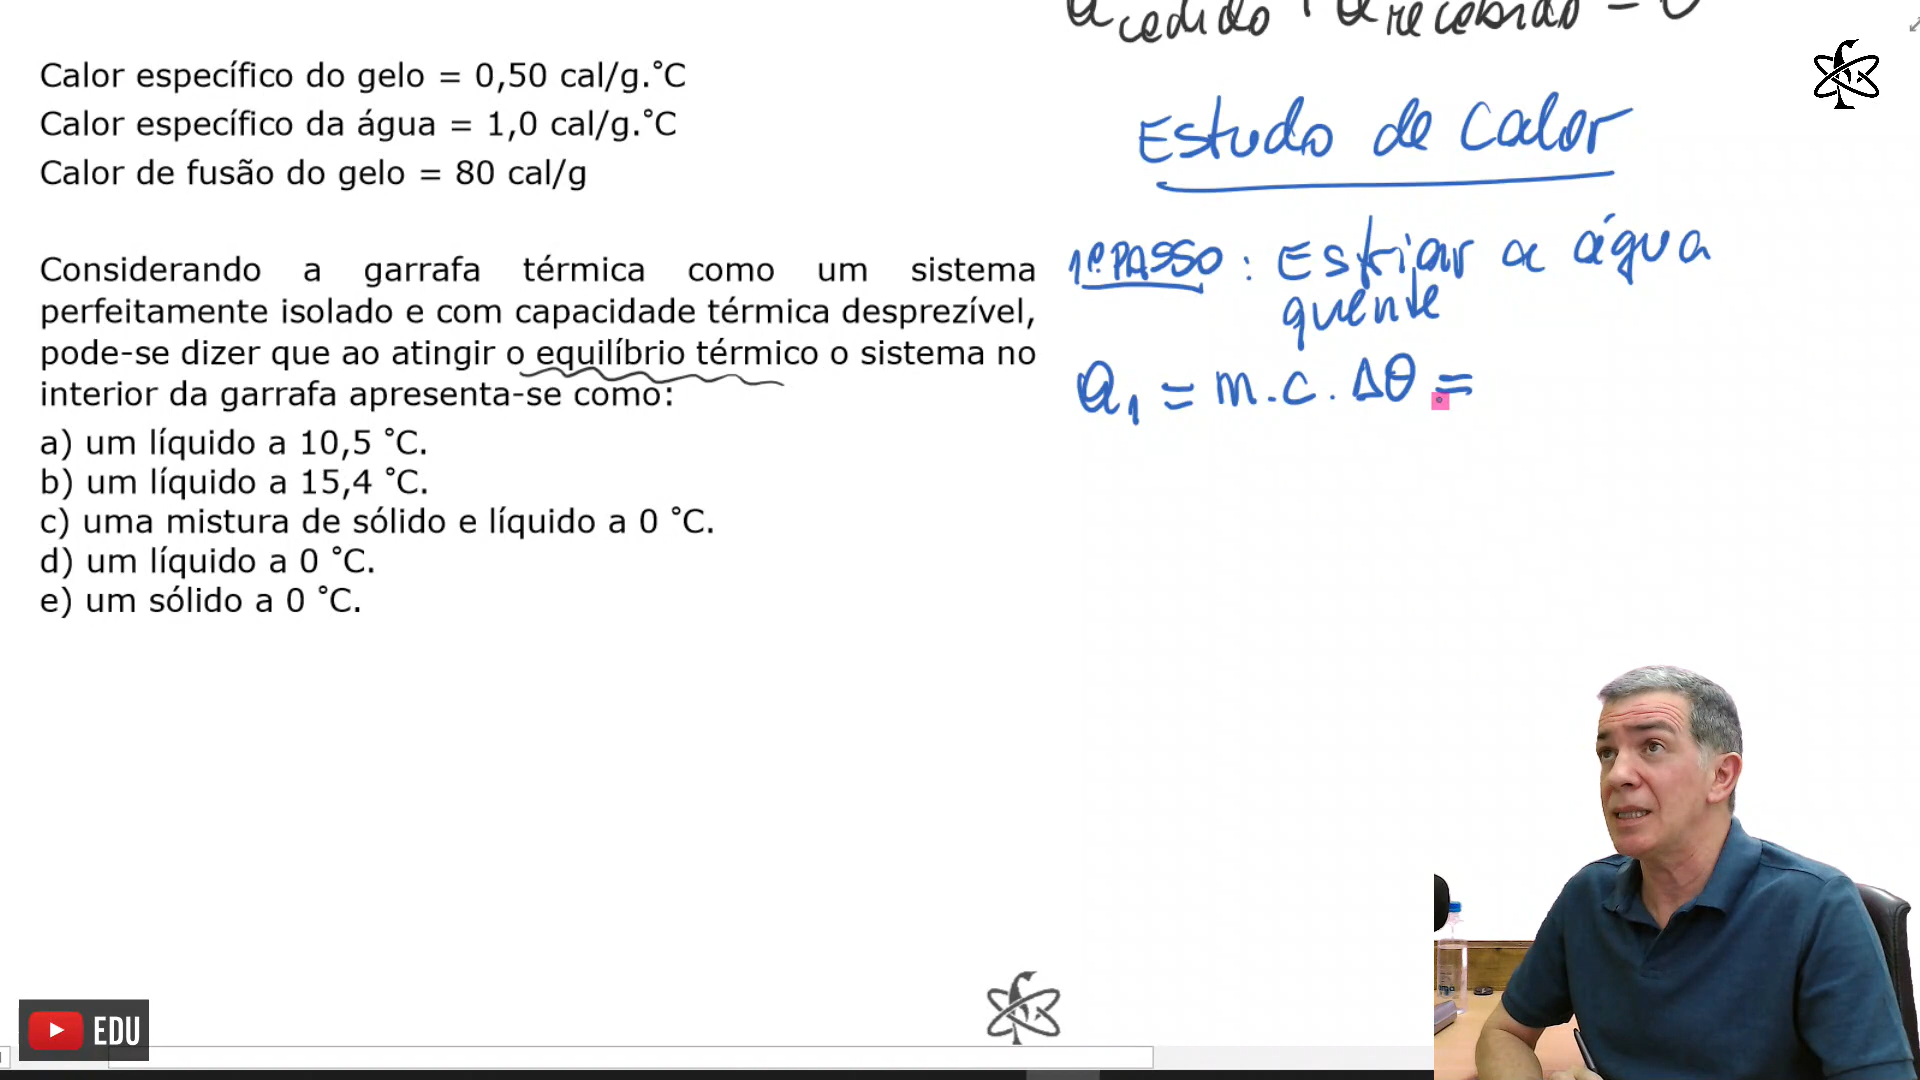 Calor específico do gelo = 0,50 cal/g.°C
Calor específico da água = 1,0 cal/g.°C
Calor de fusão do gelo = 80 cal/g
Considerando a garrafa térmica como um sistema
perfeitamente isolado e com capacidade térmica desprezível,
pode-se dizer que ao atingir o equilíbrio térmico o sistema no
interior da garrafa apresenta-se como:
a) um líquido a 10,5 °C.
b) um líquido a 15,4 °C.
c) uma mistura de sólido e líquido a 0 °C.
d) um líquido a 0 °C.
e) um sólido a 0 °C.
Q cedido + Q recebido = 0
Estudo de Calor
1º PASSO : Esfriar a água
quente
Q1 = m.c.Δθ =
EDU